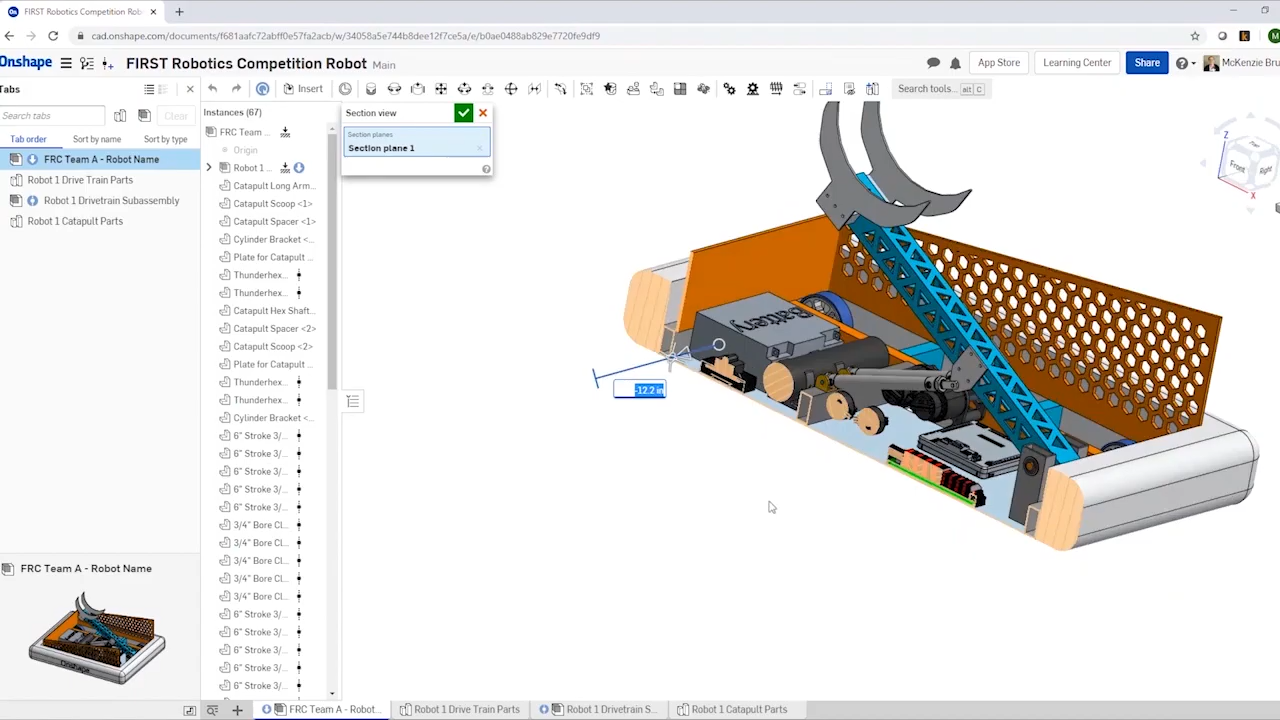 FIRST Robotics Competition Rob
cad.onshape.com/documents/f681aafc72abff0e57fa2acb/w/34058a5e744b8dee12f7ce5a/e/b0ae0488ab829e7720fe9df9
Onshape
FIRST Robotics Competition Robot Main
App Store
Learning Center
Share
McKenzie Bru
Tabs
Insert
Search tools... alt C
Search tabs
Clear
Tab order
Sort by name
Sort by type
FRC Team A - Robot Name
Robot 1 Drive Train Parts
Robot 1 Drivetrain Subassembly
Robot 1 Catapult Parts
Instances (67)
FRC Team ...
Origin
Robot 1 ...
Catapult Long Arm...
Catapult Scoop <1>
Catapult Spacer <1>
Cylinder Bracket <...
Plate for Catapult ...
Thunderhex...
Thunderhex...
Catapult Hex Shaft...
Catapult Spacer <2>
Catapult Scoop <2>
Plate for Catapult ...
Thunderhex...
Thunderhex...
Cylinder Bracket <...
6" Stroke 3/...
6" Stroke 3/...
6" Stroke 3/...
6" Stroke 3/...
6" Stroke 3/...
3/4" Bore Cl...
3/4" Bore Cl...
3/4" Bore Cl...
3/4" Bore Cl...
3/4" Bore Cl...
6" Stroke 3/...
6" Stroke 3/...
6" Stroke 3/...
6" Stroke 3/...
6" Stroke 3/...
Section view
Section planes
Section plane 1
Battery
-12.2 in
Z
Front
Right
X
FRC Team A - Robot Name
Onshape
FRC Team A - Robot...
Robot 1 Drive Train Parts
Robot 1 Drivetrain S...
Robot 1 Catapult Parts